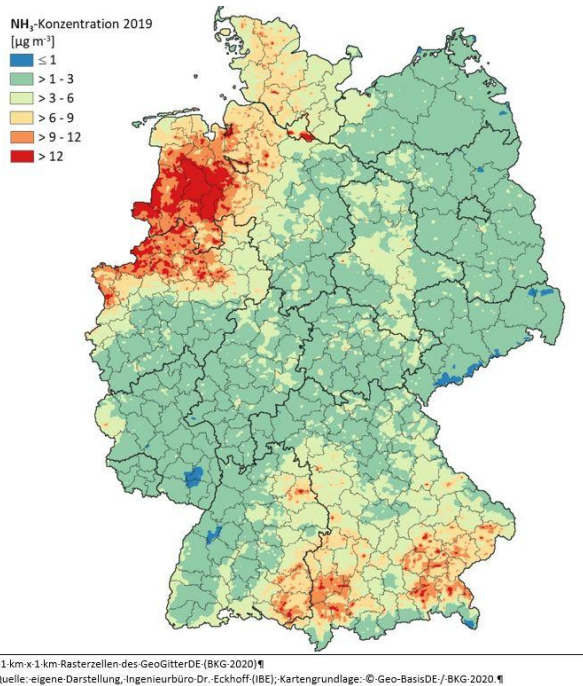 NH₃-Konzentration 2019
[µg m⁻³]
≤ 1
> 1 - 3
> 3 - 6
> 6 - 9
> 9 - 12
> 12
1·km·x·1·km·Rasterzellen·des·GeoGitterDE·(BKG·2020)¶
uelle:·eigene·Darstellung,·Ingenieurbüro·Dr.·Eckhoff·(IBE);·Kartengrundlage:·©·Geo-BasisDE·/·BKG·2020.¶